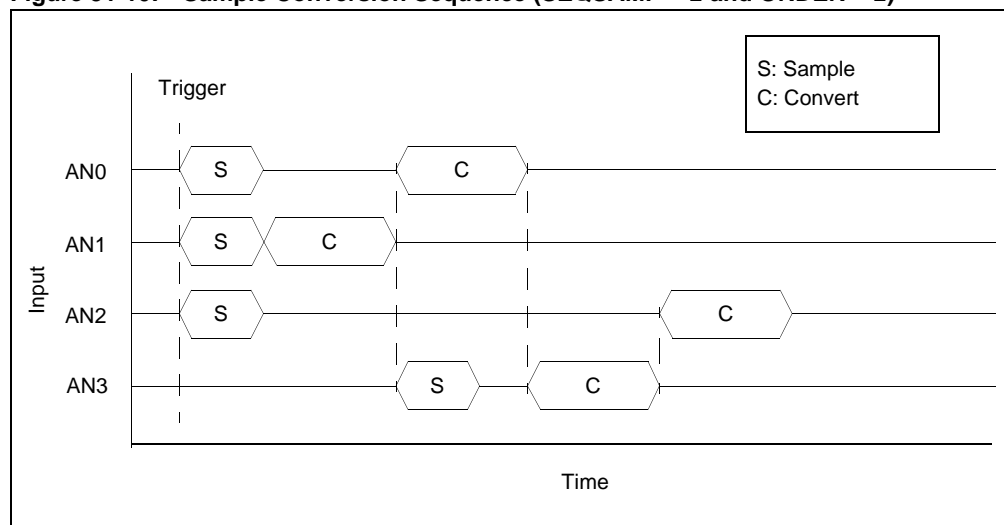 S: Sample
C: Convert
Trigger
AN0
S
C
AN1
S
C
Input
AN2
S
C
AN3
S
C
Time